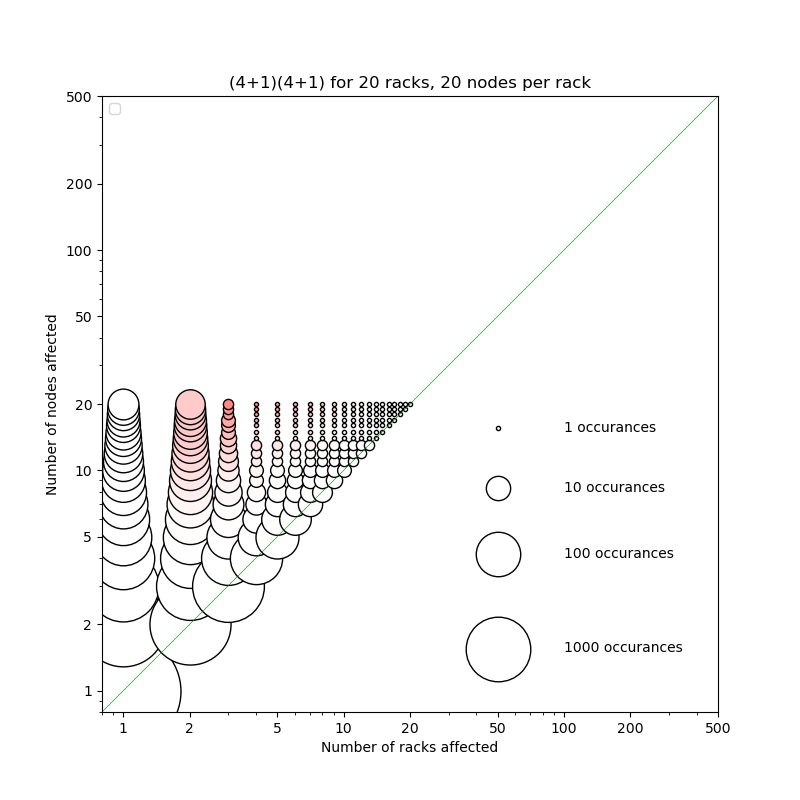 (4+1)(4+1) for 20 racks, 20 nodes per rack
Number of nodes affected
500
200
100
50
20
10
5
2
1
1 occurances
10 occurances
100 occurances
1000 occurances
1 2 5 10 20 50 100 200 500
Number of racks affected